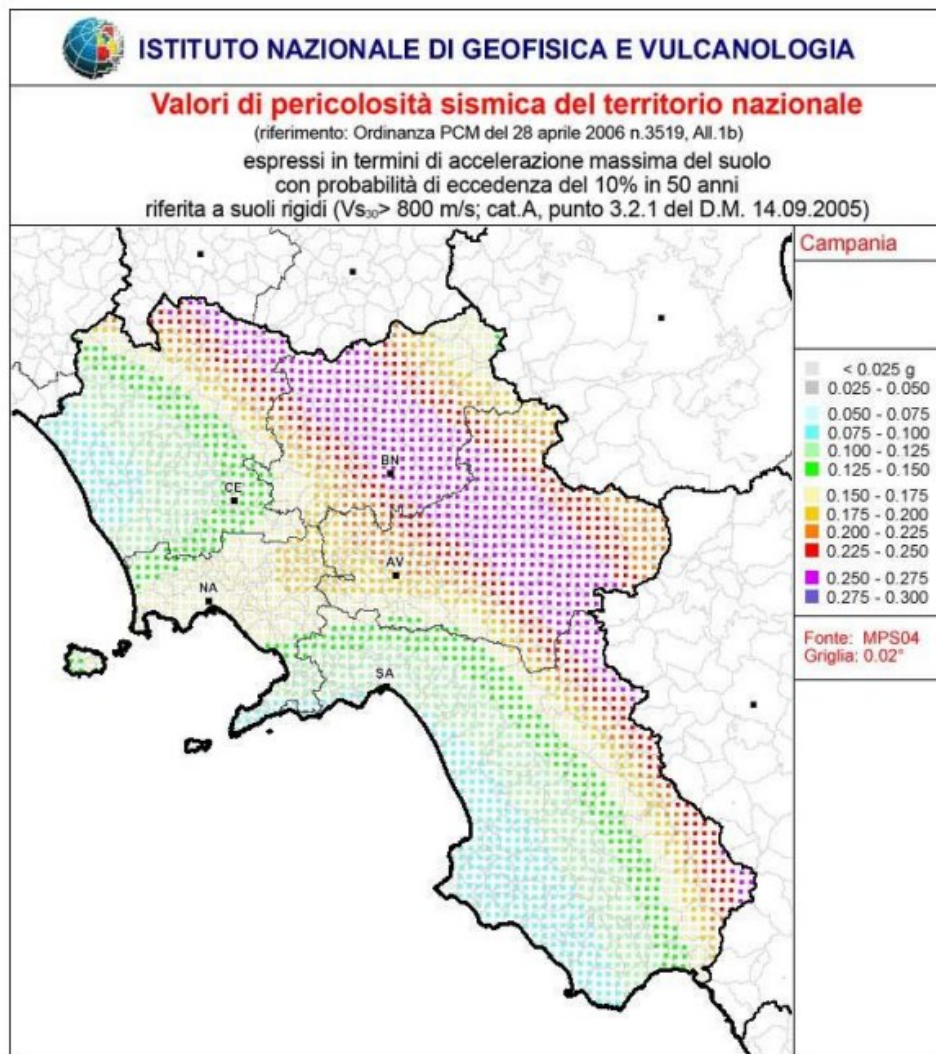 ISTITUTO NAZIONALE DI GEOFISICA E VULCANOLOGIA
Valori di pericolosità sismica del territorio nazionale
(riferimento: Ordinanza PCM del 28 aprile 2006 n.3519, All.1b)
espressi in termini di accelerazione massima del suolo
con probabilità di eccedenza del 10% in 50 anni
riferita a suoli rigidi (Vs₃₀> 800 m/s; cat.A, punto 3.2.1 del D.M. 14.09.2005)
Campania
< 0.025 g
0.025 - 0.050
0.050 - 0.075
0.075 - 0.100
0.100 - 0.125
0.125 - 0.150
0.150 - 0.175
0.175 - 0.200
0.200 - 0.225
0.225 - 0.250
0.250 - 0.275
0.275 - 0.300
Fonte: MPS04
Griglia: 0.02°
BN
CE
AV
NA
SA